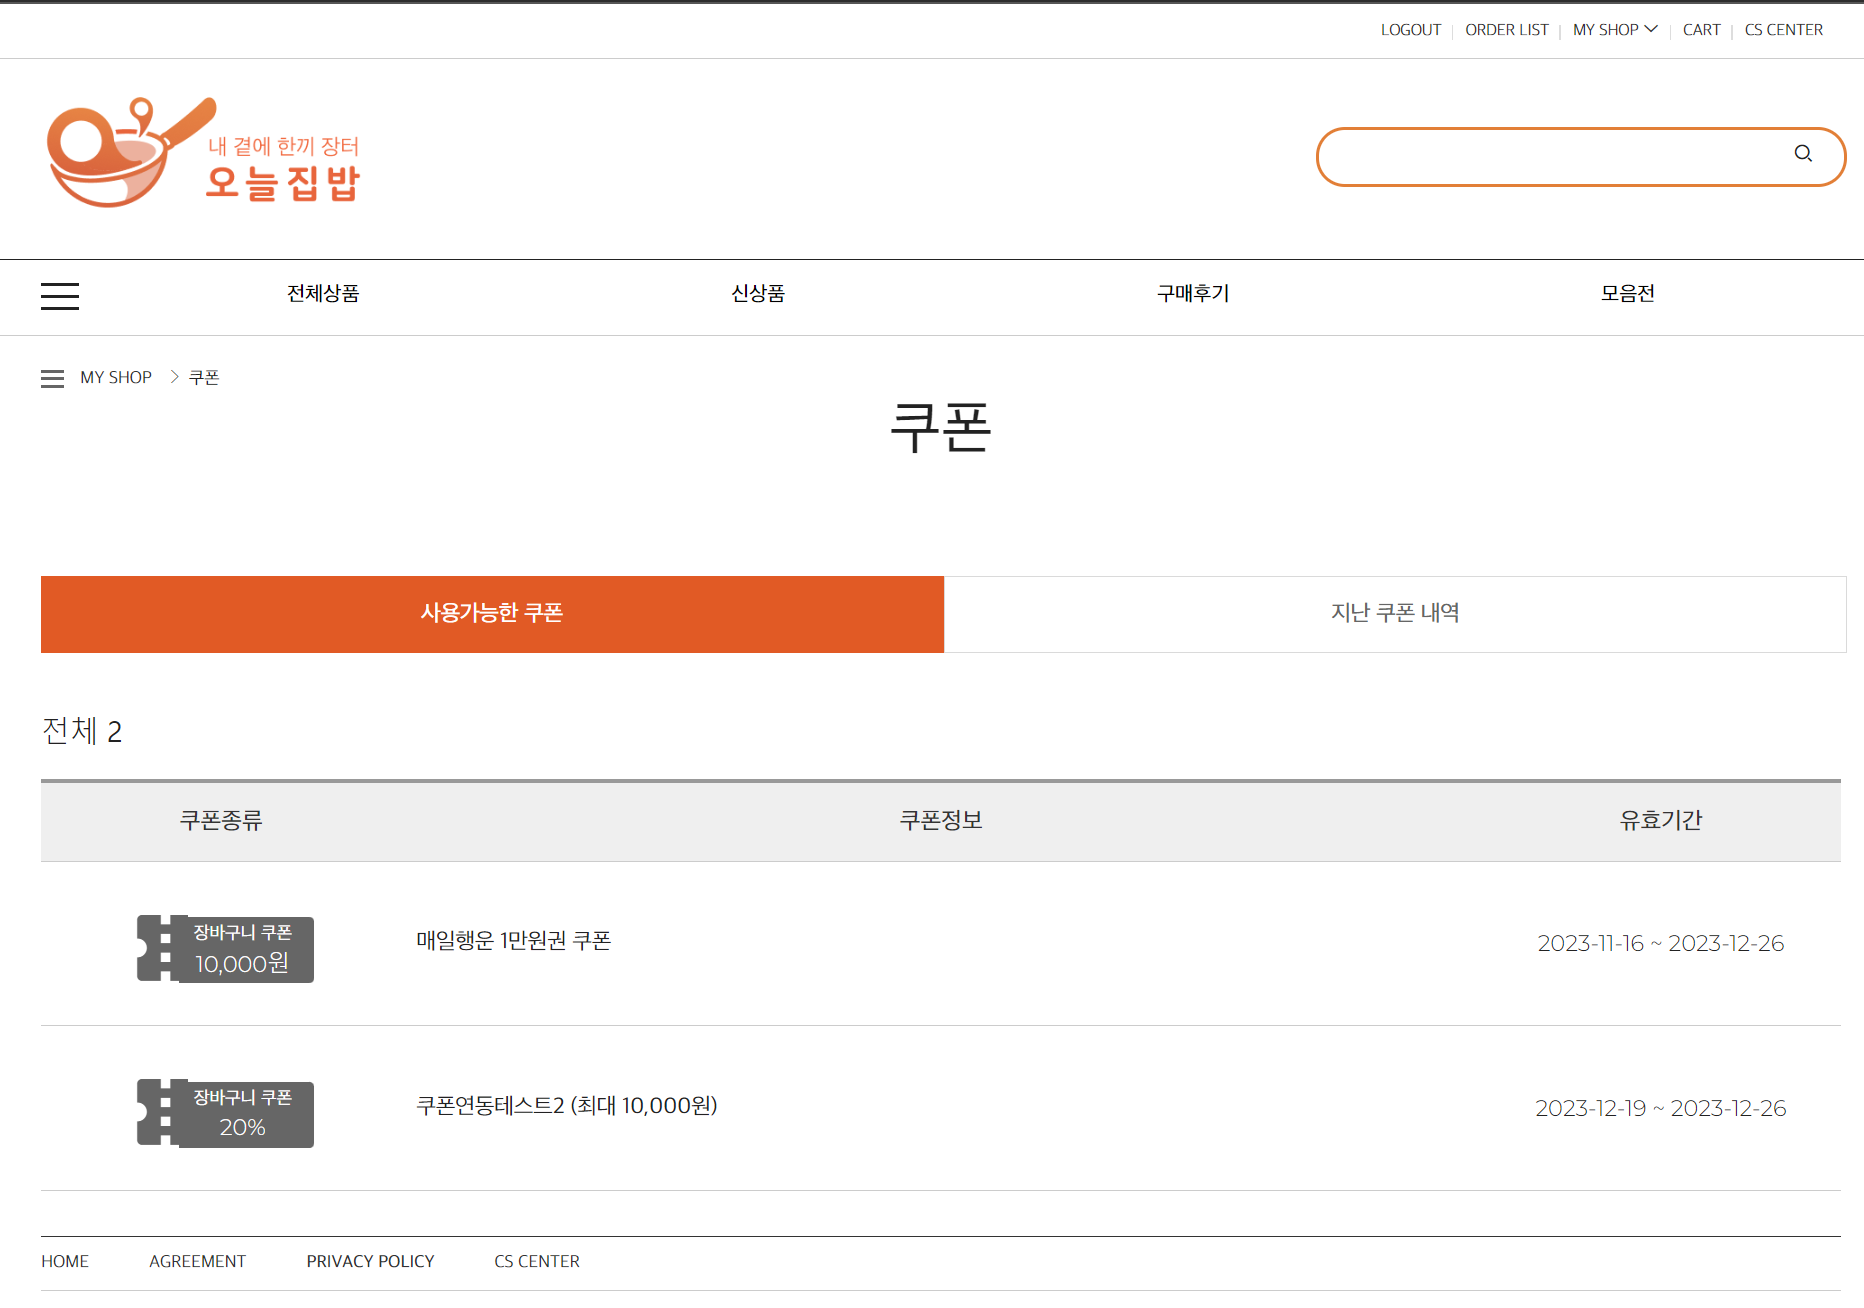 LOGOUT ORDER LIST MY SHOP CART CS CENTER
내 곁에 한끼 장터
오늘집밥
전체상품 신상품 구매후기 모음전
MY SHOP 쿠폰
쿠폰
사용가능한 쿠폰 지난 쿠폰 내역
전체 2
쿠폰종류 쿠폰정보 유효기간
장바구니 쿠폰
10,000원
매일행운 1만원권 쿠폰
2023-11-16 ~ 2023-12-26
장바구니 쿠폰
20%
쿠폰연동테스트2 (최대 10,000원)
2023-12-19 ~ 2023-12-26
HOME AGREEMENT PRIVACY POLICY CS CENTER